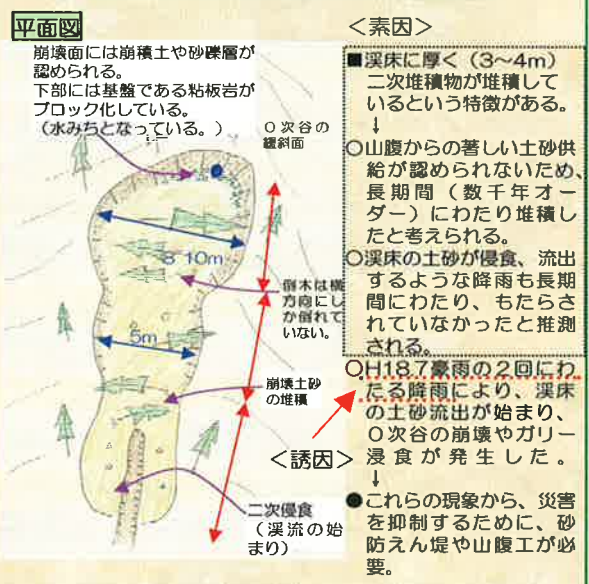 平面図
崩壊面には崩積土や砂礫層が
認められる。
下部には基盤である粘板岩が
ブロック化している。
（水みちとなっている。）
０次谷の
緩斜面
8 10m
倒木は横
方向にし
か倒れて
いない。
5m
崩壊土砂
の堆積
二次侵食
（渓流の始
まり）
＜素因＞
■渓床に厚く（3～4m）
二次堆積物が堆積して
いるという特徴がある。
↓
○山腹からの著しい土砂供
給が認められないため、
長期間（数千年オー
ダー）にわたり堆積し
たと考えられる。
○渓床の土砂が侵食、流出
するような降雨も長期
間にわたり、もたらさ
れていなかったと推測
される。
＜誘因＞
○H18.7豪雨の２回にわ
たる降雨により、渓床
の土砂流出が始まり、
０次谷の崩壊やガリー
浸食が発生した。
↓
●これらの現象から、災害
を抑制するために、砂
防えん堤や山腹工が必
要。